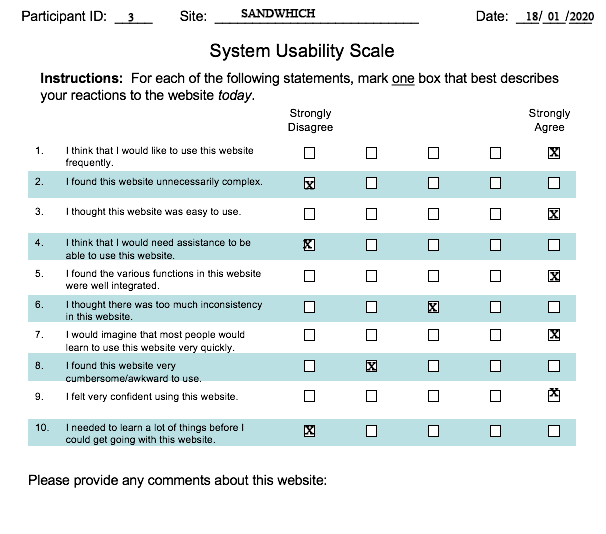 Participant ID: 3 Site: SANDWHICH Date: 18/ 01 /2020
System Usability Scale
Instructions: For each of the following statements, mark one box that best describes
your reactions to the website today.
Strongly Strongly
Disagree Agree
1. I think that I would like to use this website X
frequently.
2. I found this website unnecessarily complex. X
3. I thought this website was easy to use. X
4. I think that I would need assistance to be X
able to use this website.
5. I found the various functions in this website X
were well integrated.
6. I thought there was too much inconsistency X
in this website.
7. I would imagine that most people would X
learn to use this website very quickly.
8. I found this website very X
cumbersome/awkward to use.
9. I felt very confident using this website. X
10. I needed to learn a lot of things before I X
could get going with this website.
Please provide any comments about this website: